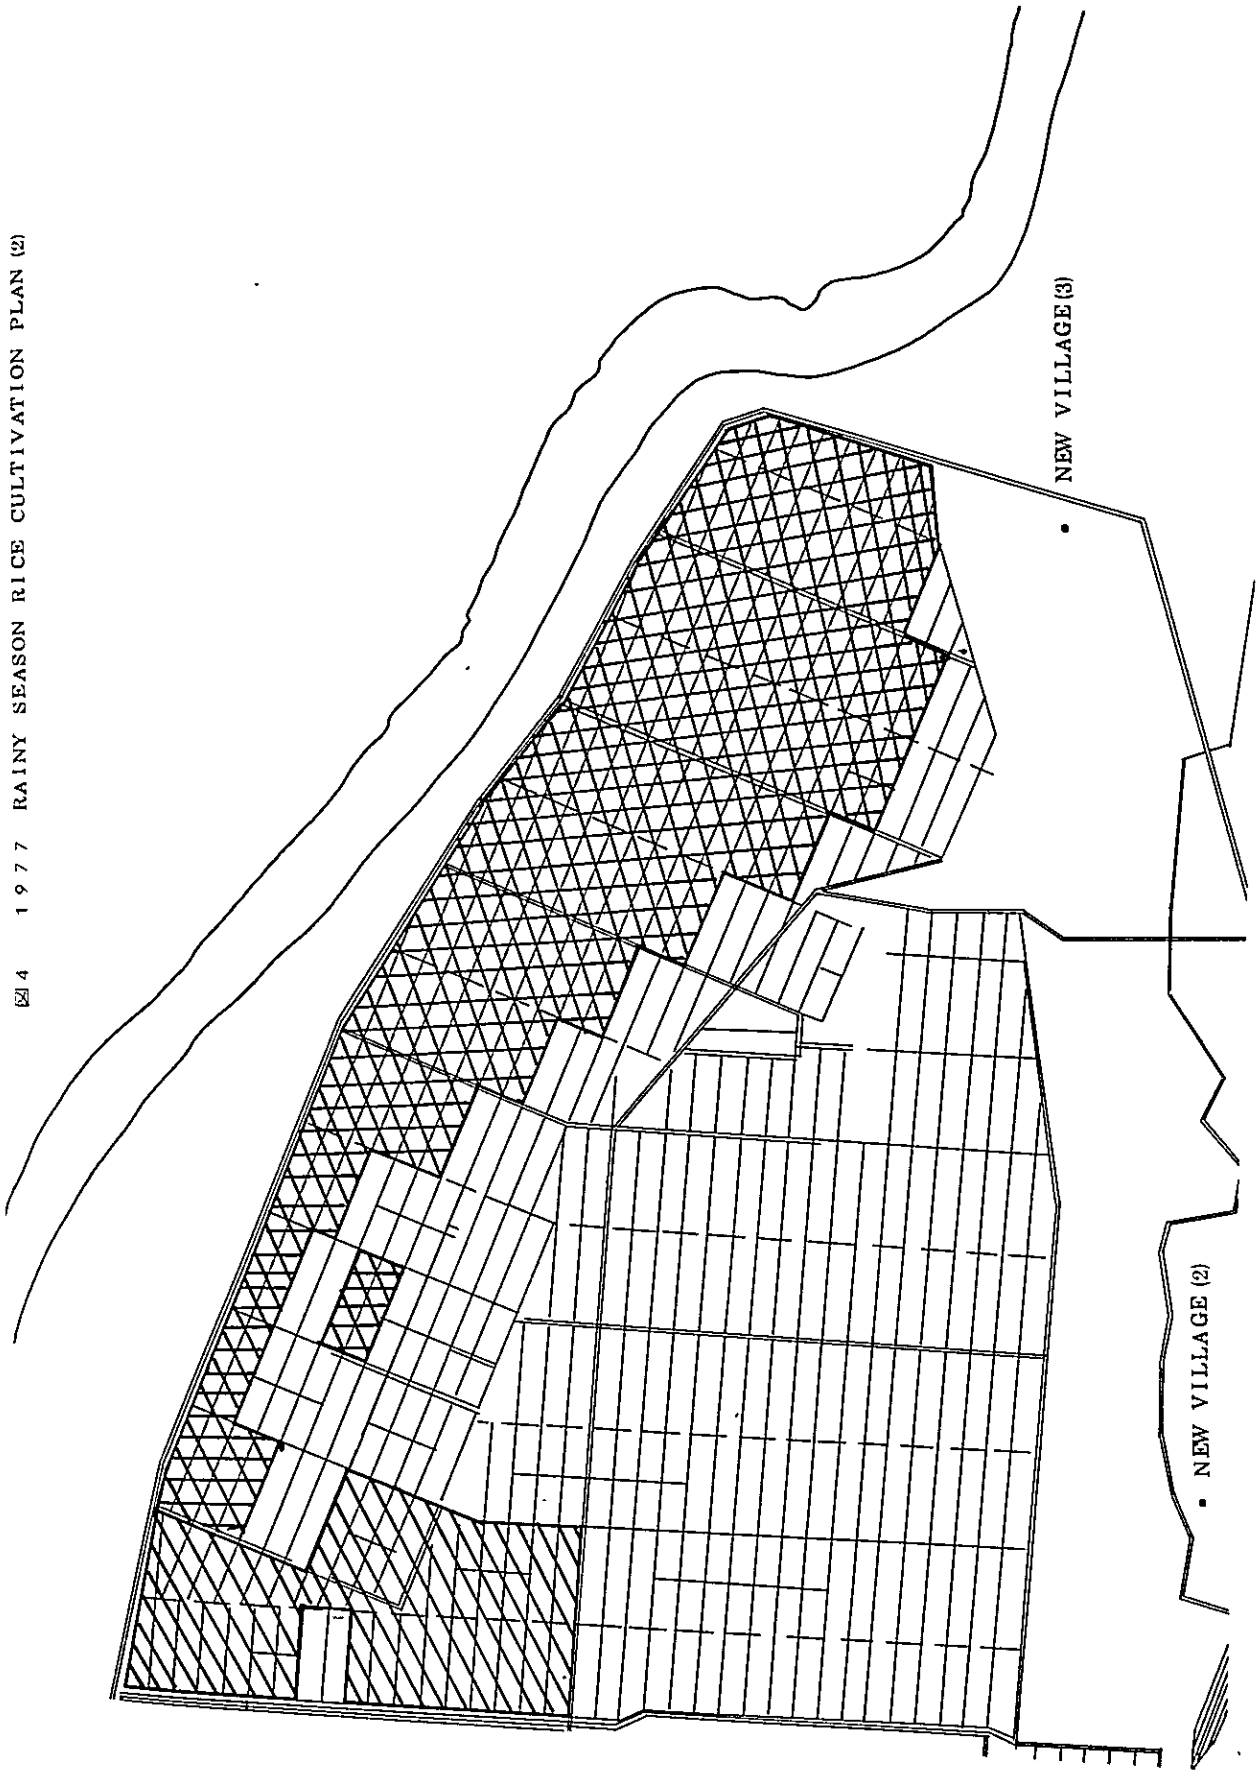 図4 1977 RAINY SEASON RICE CULTIVATION PLAN (2)
NEW VILLAGE (3)
NEW VILLAGE (2)